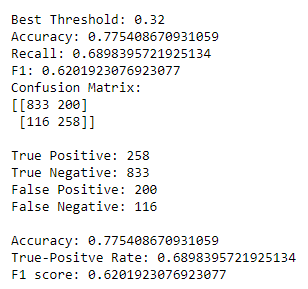 Best Threshold: 0.32
Accuracy: 0.775408670931059
Recall: 0.6898395721925134
F1: 0.6201923076923077
Confusion Matrix:
[[833 200]
 [116 258]]

True Positive: 258
True Negative: 833
False Positive: 200
False Negative: 116

Accuracy: 0.775408670931059
True-Positve Rate: 0.6898395721925134
F1 score: 0.6201923076923077